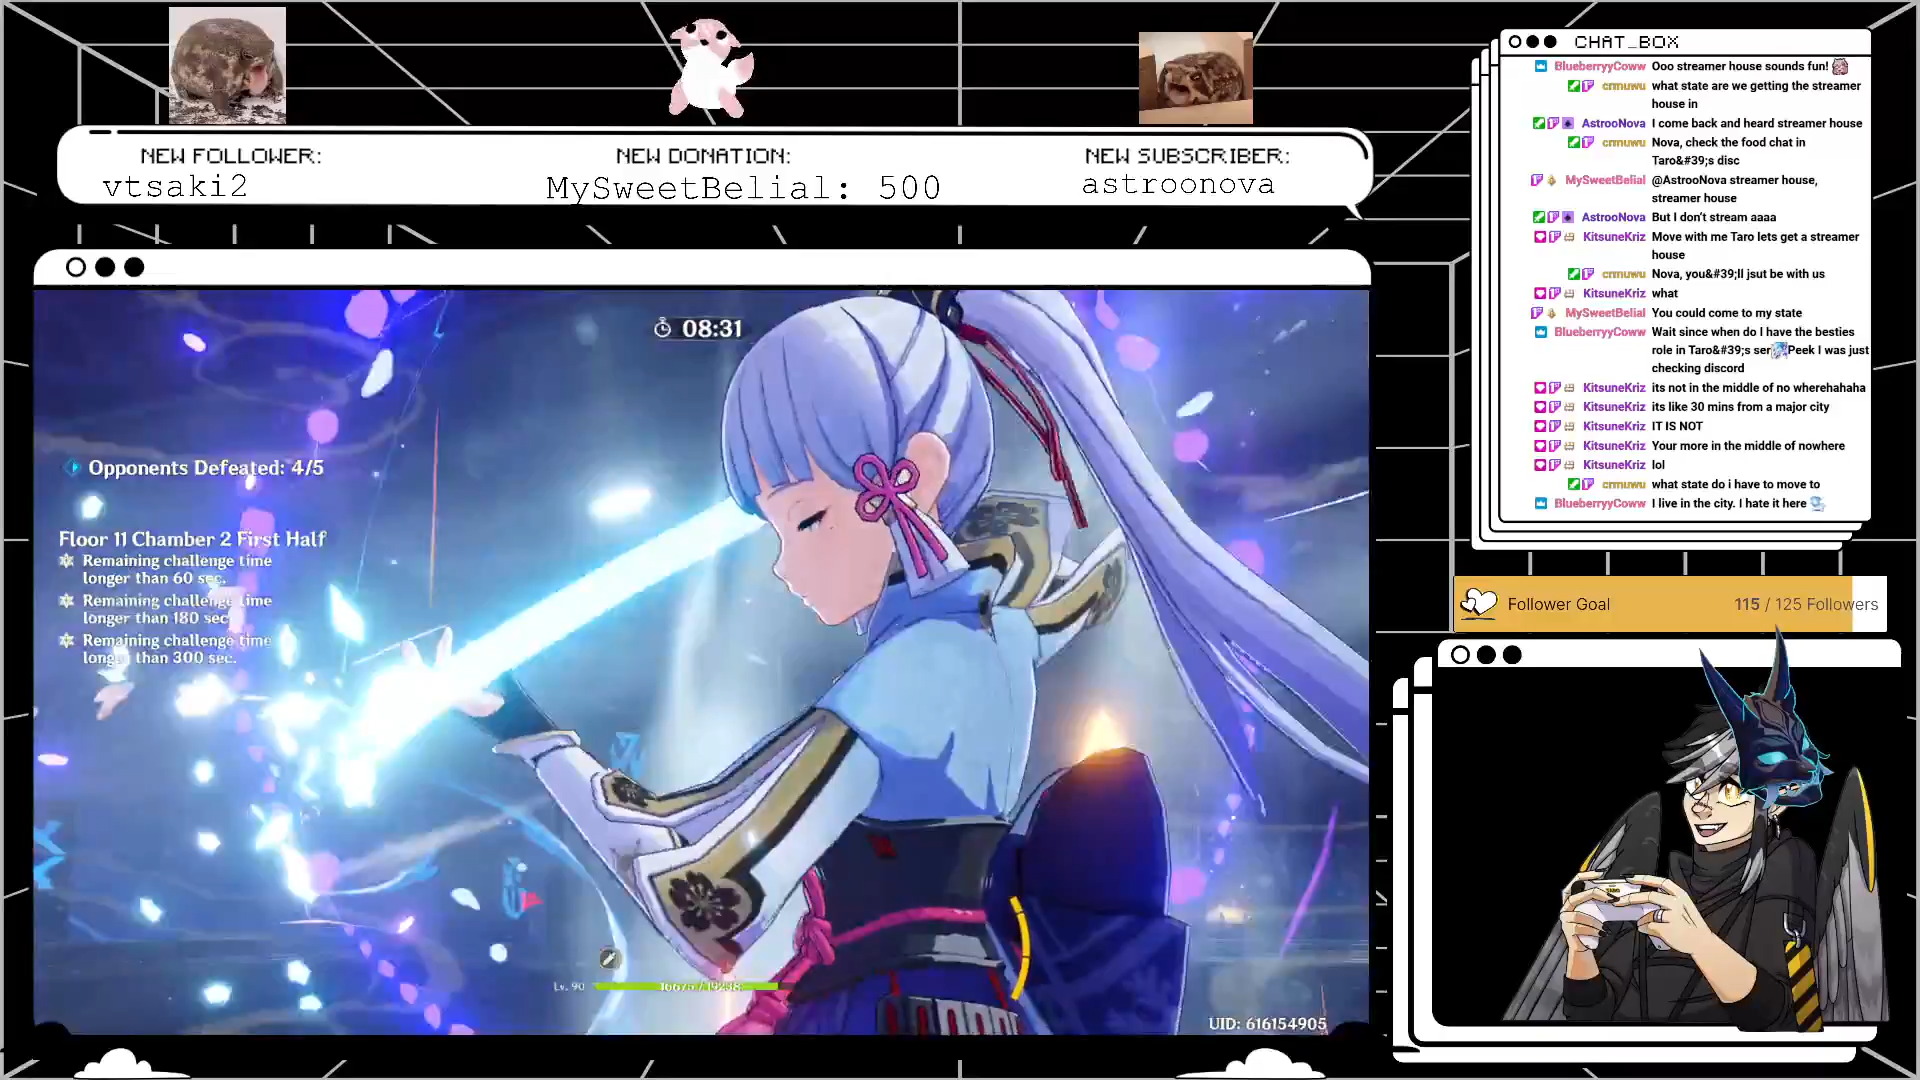 NEW FOLLOWER:
vtsaki2
NEW DONATION:
MySweetBelial: 500
NEW SUBSCRIBER:
astroonova
08:31
Opponents Defeated: 4/5
Floor 11 Chamber 2 First Half
Remaining challenge time
longer than 60 sec.
Remaining challenge time
longer than 180 sec.
Remaining challenge time
longer than 300 sec.
Lv. 90
UID: 616154905
CHAT_BOX
BlueberryyCoww Ooo streamer house sounds fun!
crmuwu what state are we getting the streamer
house in
AstrooNova I come back and heard streamer house
crmuwu Nova, check the food chat in
Taro&#39;s disc
MySweetBelial @AstrooNova streamer house,
streamer house
AstrooNova But I don't stream aaaa
KitsuneKriz Move with me Taro lets get a streamer
house
crmuwu Nova, you&#39;ll jsut be with us
KitsuneKriz what
MySweetBelial You could come to my state
BlueberryyCoww Wait since when do I have the besties
role in Taro&#39;s ser Peek I was just
checking discord
KitsuneKriz its not in the middle of no wherehahaha
KitsuneKriz its like 30 mins from a major city
KitsuneKriz IT IS NOT
KitsuneKriz Your more in the middle of nowhere
KitsuneKriz lol
crmuwu what state do i have to move to
BlueberryyCoww I live in the city. I hate it here
Follower Goal 115 / 125 Followers